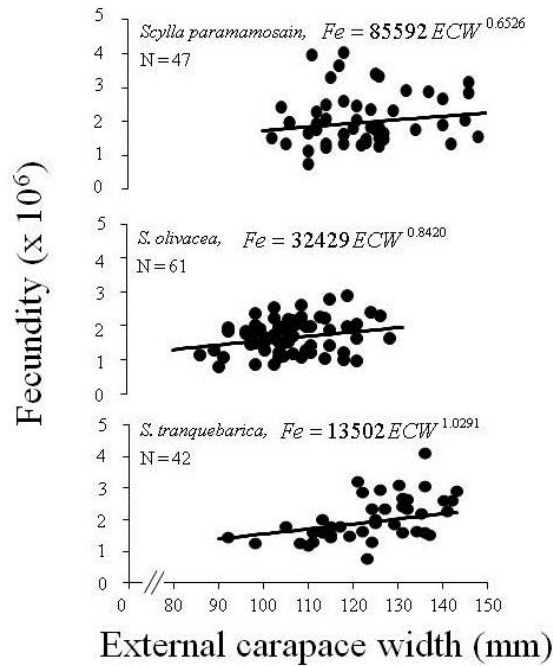 Scylla paramamosain, Fe = 85592 ECW^0.6526
N = 47
5
4
3
2
1
0
S. olivacea, Fe = 32429 ECW^0.8420
N = 61
5
4
3
2
1
0
S. tranquebarica, Fe = 13502 ECW^1.0291
N = 42
5
4
3
2
1
0
Fecundity (x 10^6)
0 80 90 100 110 120 130 140 150
External carapace width (mm)